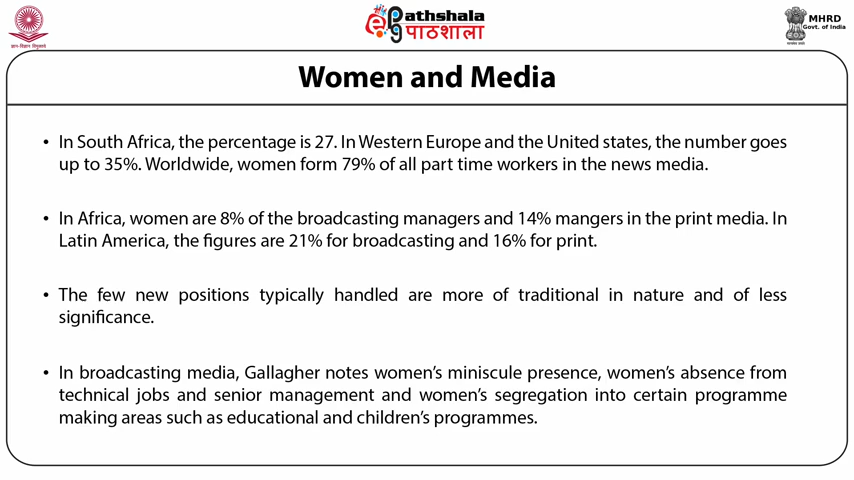 Pathshala
पाठशाला
MHRD
Govt. of India
Women and Media
• In South Africa, the percentage is 27. In Western Europe and the United states, the number goes
up to 35%. Worldwide, women form 79% of all part time workers in the news media.
• In Africa, women are 8% of the broadcasting managers and 14% mangers in the print media. In
Latin America, the figures are 21% for broadcasting and 16% for print.
• The few new positions typically handled are more of traditional in nature and of less
significance.
• In broadcasting media, Gallagher notes women's miniscule presence, women's absence from
technical jobs and senior management and women's segregation into certain programme
making areas such as educational and children's programmes.